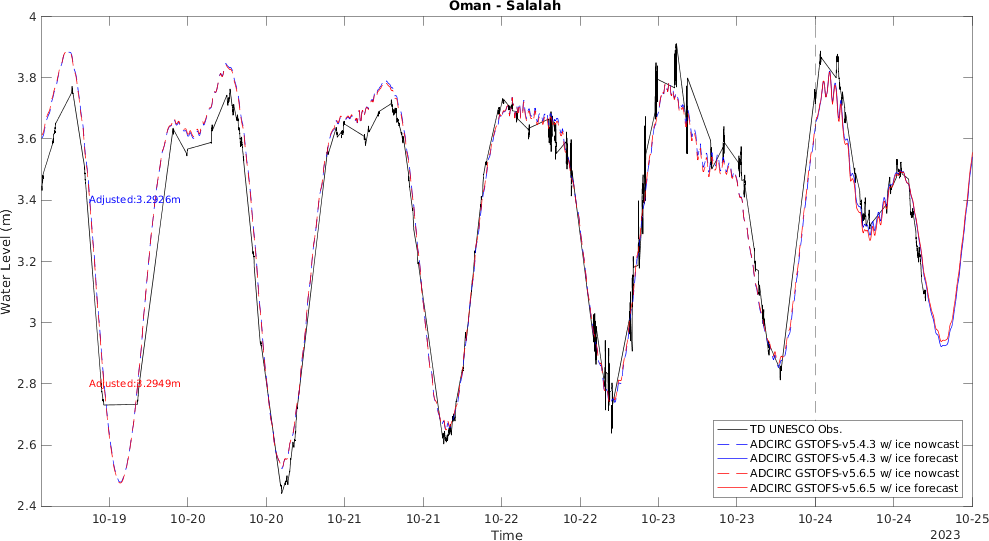 Oman - Salalah
4
3.8
3.6
3.4
3.2
3
2.8
2.6
2.4
Water Level (m)
Adjusted:3.2926m
Adjusted:3.2949m
TD UNESCO Obs.
ADCIRC GSTOFS-v5.4.3 w/ ice nowcast
ADCIRC GSTOFS-v5.4.3 w/ ice forecast
ADCIRC GSTOFS-v5.6.5 w/ ice nowcast
ADCIRC GSTOFS-v5.6.5 w/ ice forecast
10-19 10-20 10-20 10-21 10-21 10-22 10-22 10-23 10-23 10-24 10-24 10-25
Time
2023